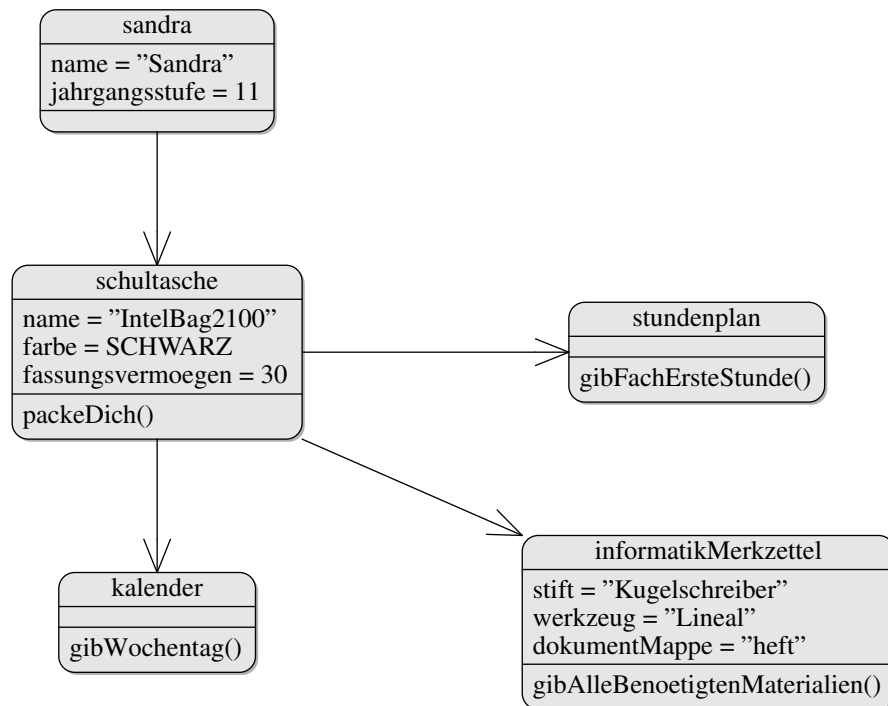 sandra
name = ”Sandra”
jahrgangsstufe = 11
schultasche
name = ”IntelBag2100”
farbe = SCHWARZ
fassungsvermoegen = 30
packeDich()
stundenplan
gibFachErsteStunde()
kalender
gibWochentag()
informatikMerkzettel
stift = ”Kugelschreiber”
werkzeug = ”Lineal”
dokumentMappe = ”heft”
gibAlleBenoetigtenMaterialien()